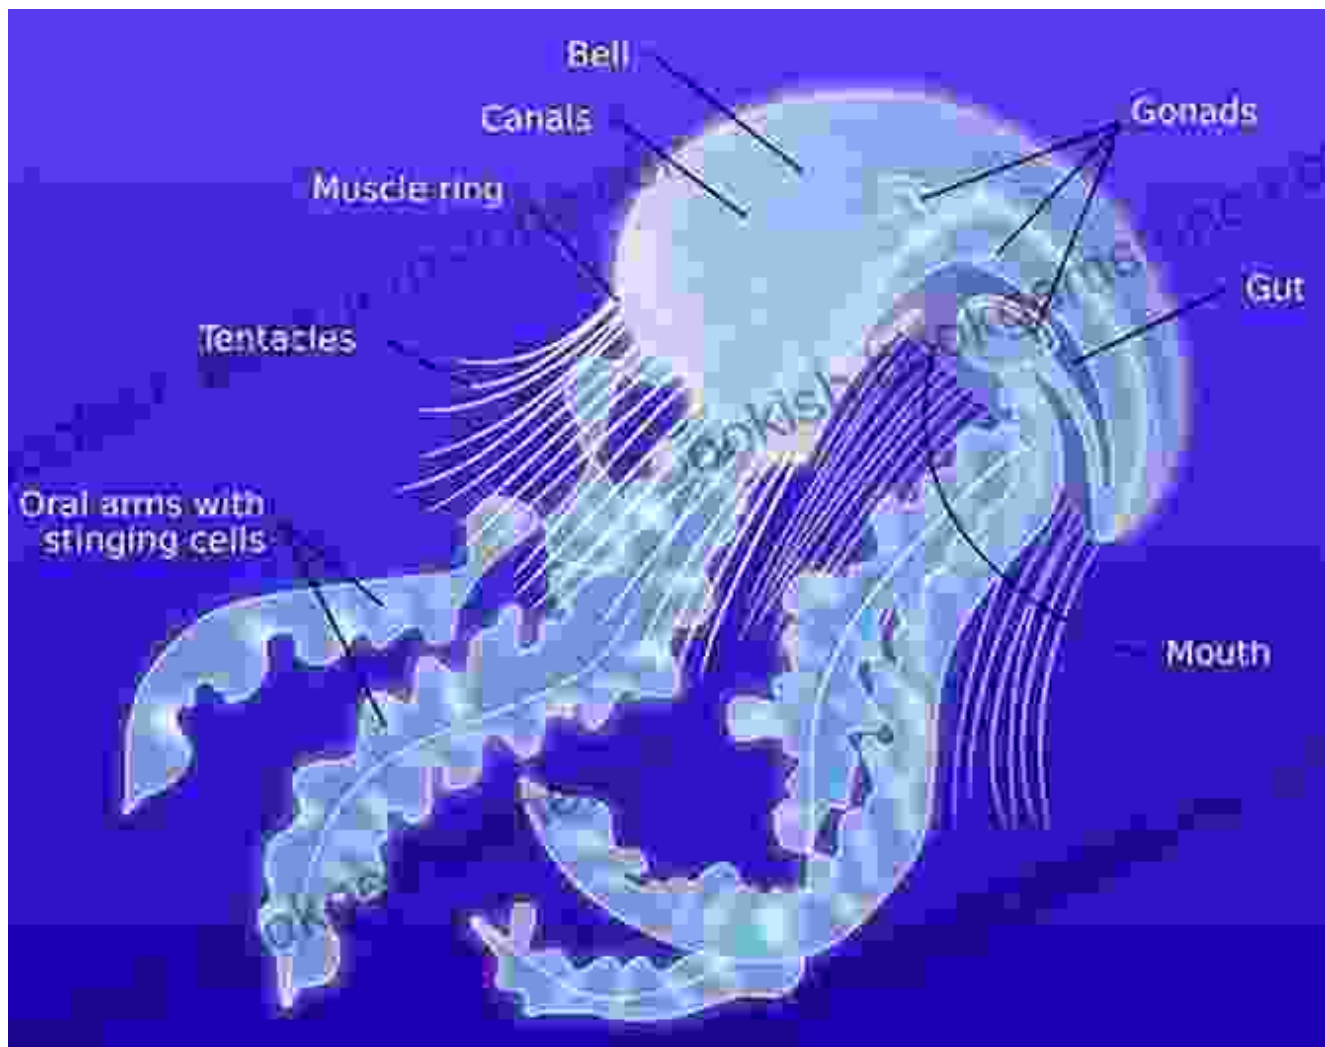 Bell
Canals
Gonads
Muscle ring
Gut
Tentacles
Oral arms with
stinging cells
Mouth